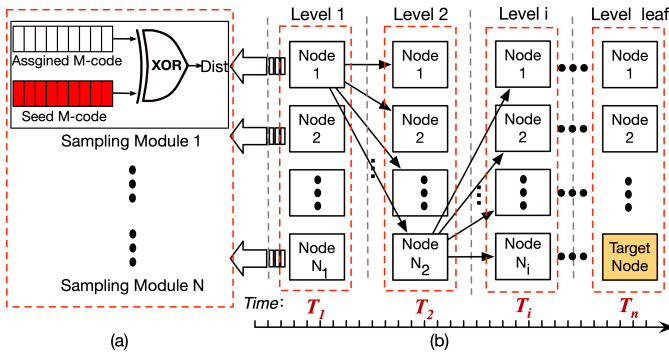 Assgined M-code
XOR
Dist
Seed M-code
Sampling Module 1
Sampling Module N
(a)
Level 1
Level 2
Level i
Level leaf
Node
1
Node
1
Node
1
Node
1
Node
2
Node
2
Node
2
Node
2
Node
N1
Node
N2
Node
Ni
Target
Node
Time:
T1
T2
Ti
Tn
(b)